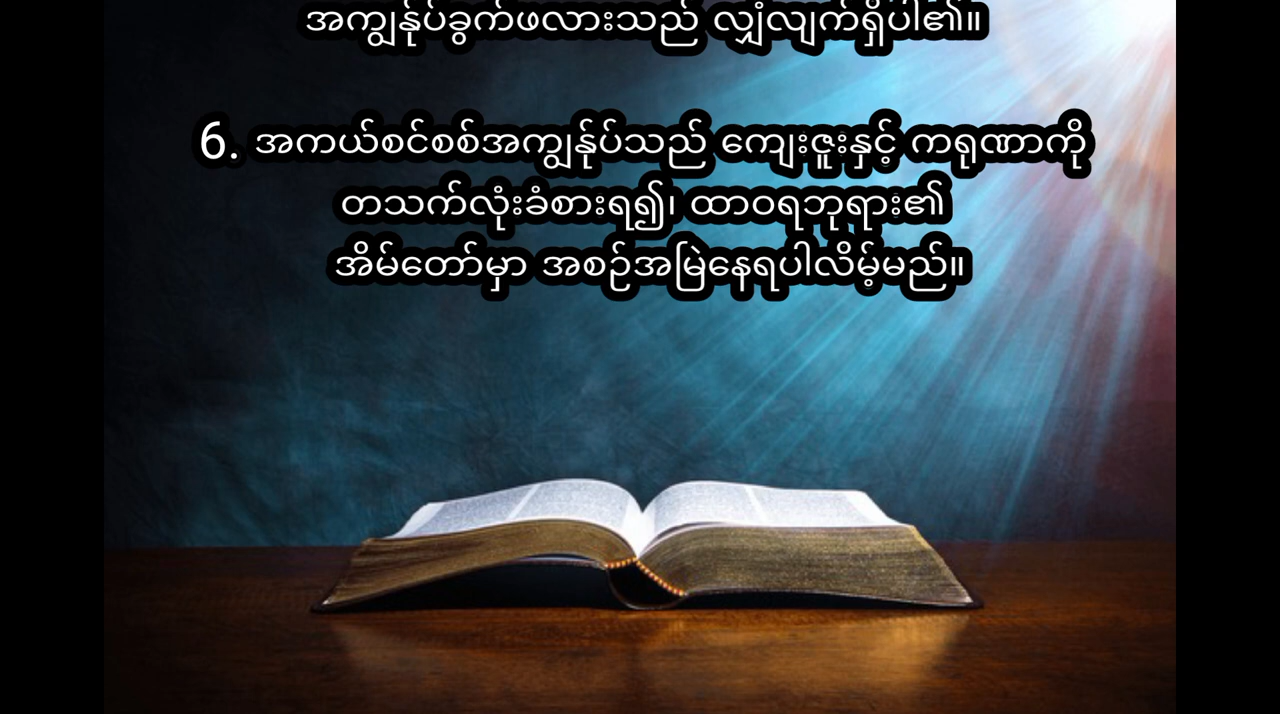 အကျွန်ုပ်ခွက်ဖလားသည် လျှံလျက်ရှိပါ၏။
6. အကယ်စင်စစ်အကျွန်ုပ်သည် ကျေးဇူးနှင့် ကရုဏာကို
တသက်လုံးခံစားရ၍၊ ထာဝရဘုရား၏
အိမ်တော်မှာ အစဉ်အမြဲနေရပါလိမ့်မည်။